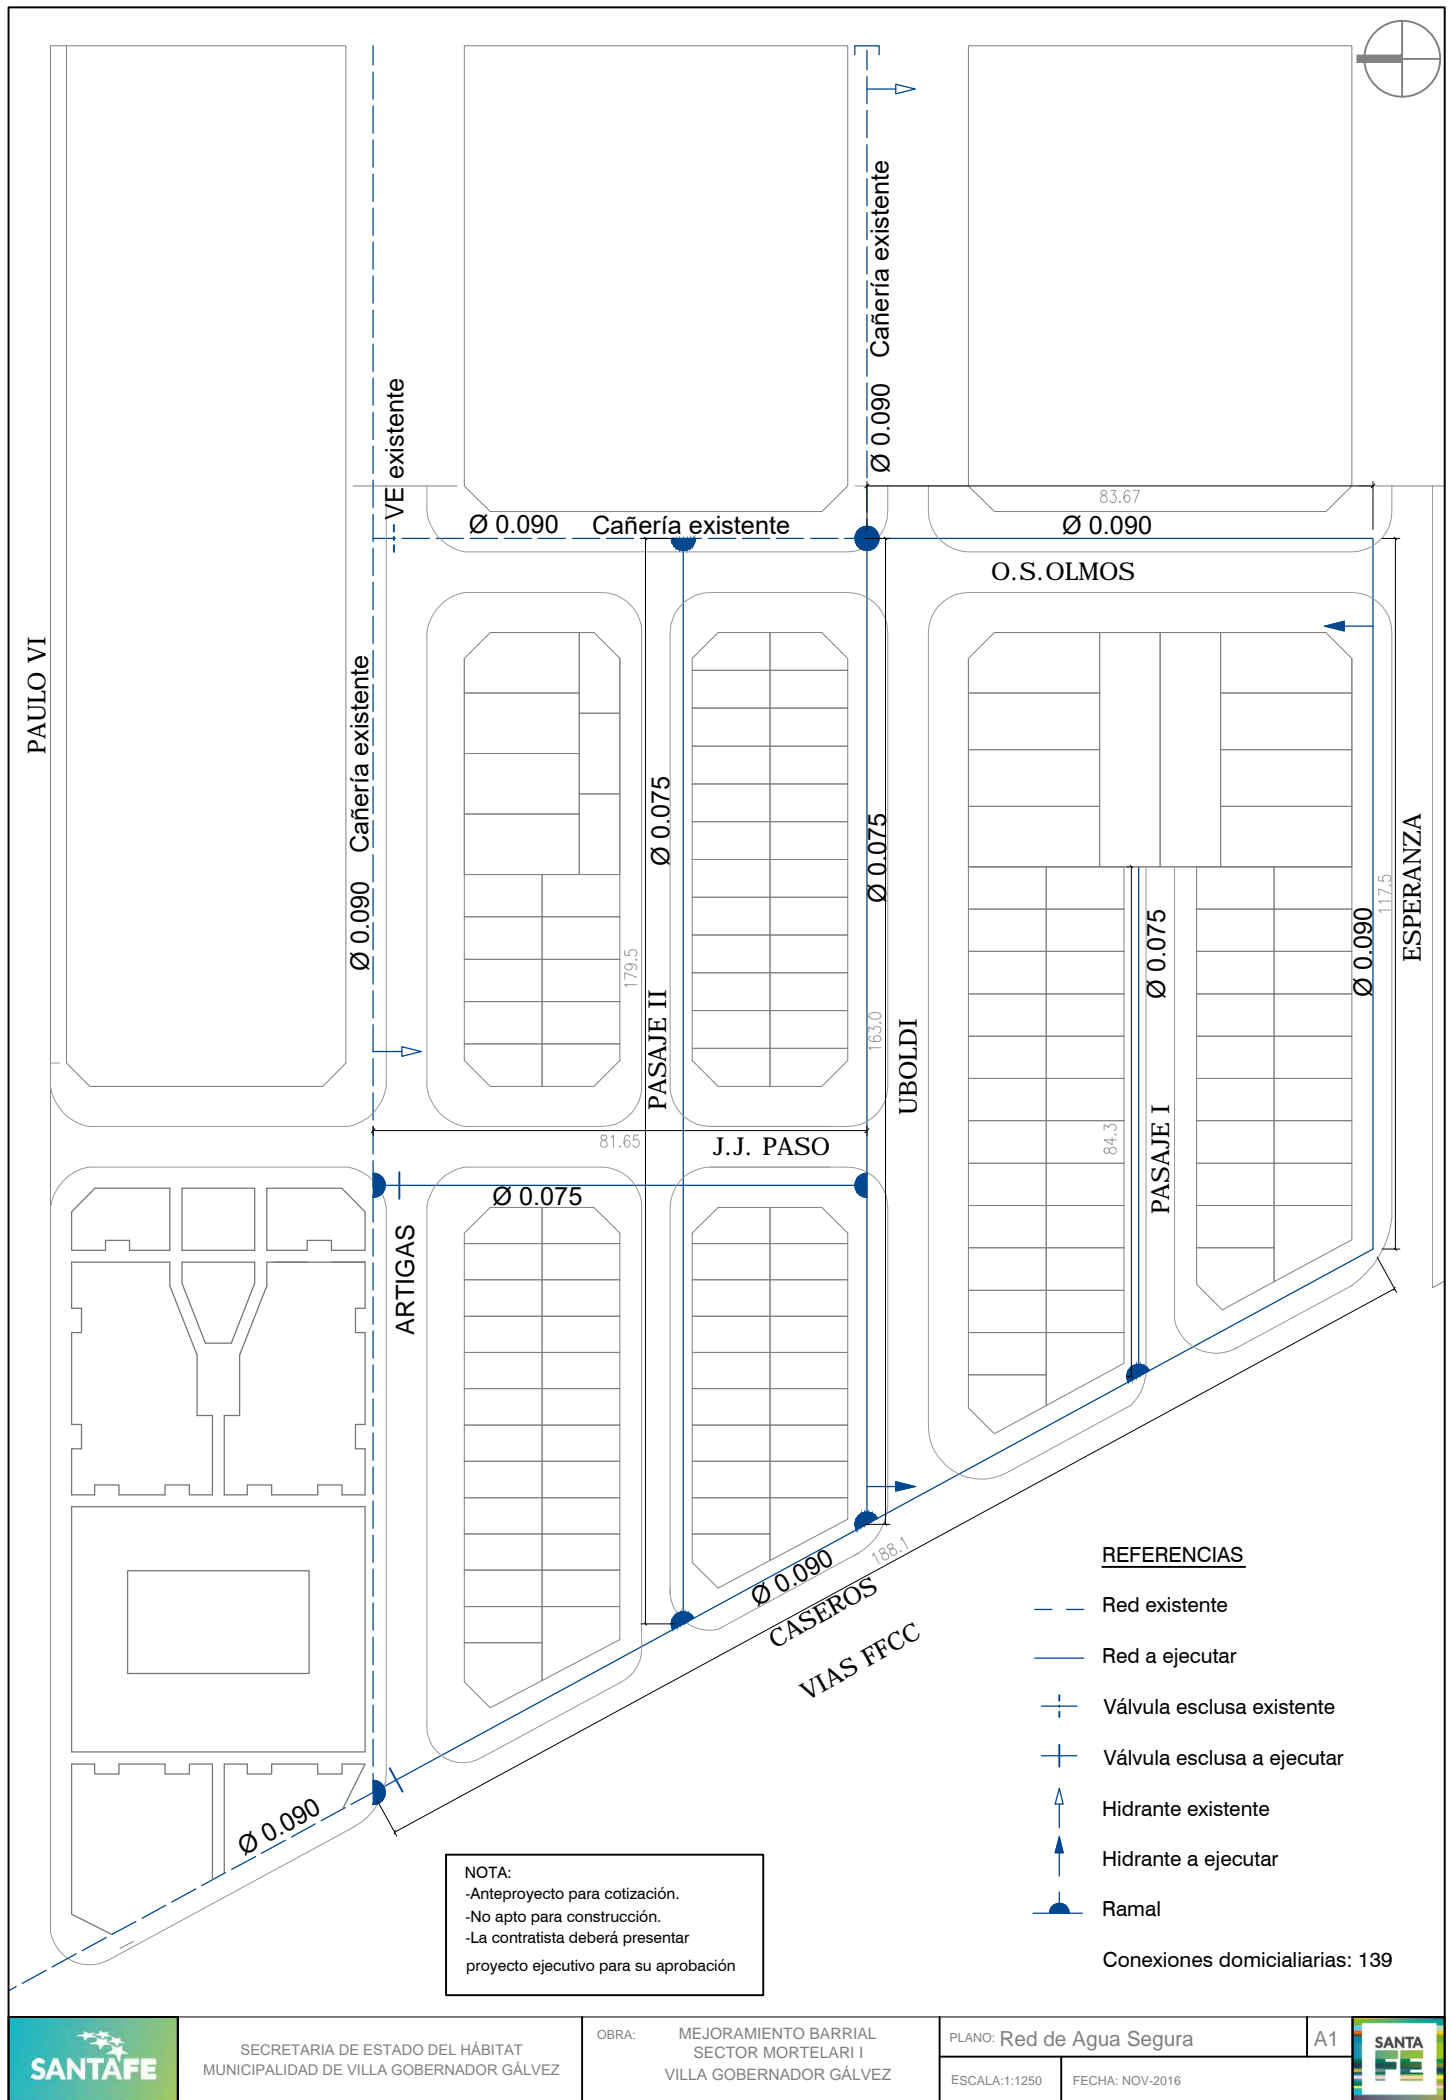 Ø 0.090 Cañería existente
VE existente
83.67
Ø 0.090 Cañería existente
Ø 0.090
O.S.OLMOS
PAULO VI
Ø 0.090 Cañería existente
Ø 0.075
Ø 0.075
ESPERANZA
117.5
Ø 0.090
Ø 0.075
179.5
PASAJE II
163.0
UBOLDI
84.3
PASAJE I
81.65
J.J. PASO
Ø 0.075
ARTIGAS
Ø 0.090
188.1
CASEROS
VIAS FFCC
Ø 0.090
REFERENCIAS
Red existente
Red a ejecutar
Válvula esclusa existente
Válvula esclusa a ejecutar
Hidrante existente
Hidrante a ejecutar
Ramal
Conexiones domicialiarias: 139
NOTA:
-Anteproyecto para cotización.
-No apto para construcción.
-La contratista deberá presentar
proyecto ejecutivo para su aprobación
SANTAFE
SECRETARIA DE ESTADO DEL HÁBITAT
MUNICIPALIDAD DE VILLA GOBERNADOR GÁLVEZ
OBRA:
MEJORAMIENTO BARRIAL
SECTOR MORTELARI I
VILLA GOBERNADOR GÁLVEZ
PLANO: Red de Agua Segura
A1
ESCALA:1:1250
FECHA: NOV-2016
SANTA
FE